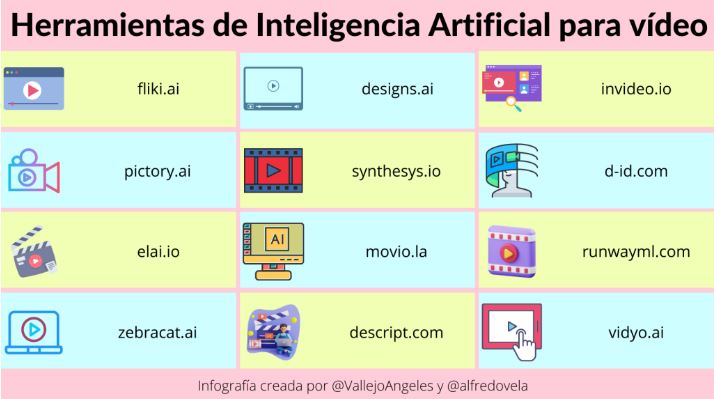 Herramientas de Inteligencia Artificial para vídeo
fliki.ai
designs.ai
invideo.io
pictory.ai
synthesys.io
d-id.com
elai.io
AI
movio.la
runwayml.com
zebracat.ai
descript.com
vidyo.ai
Infografía creada por @VallejoAngeles y @alfredovela